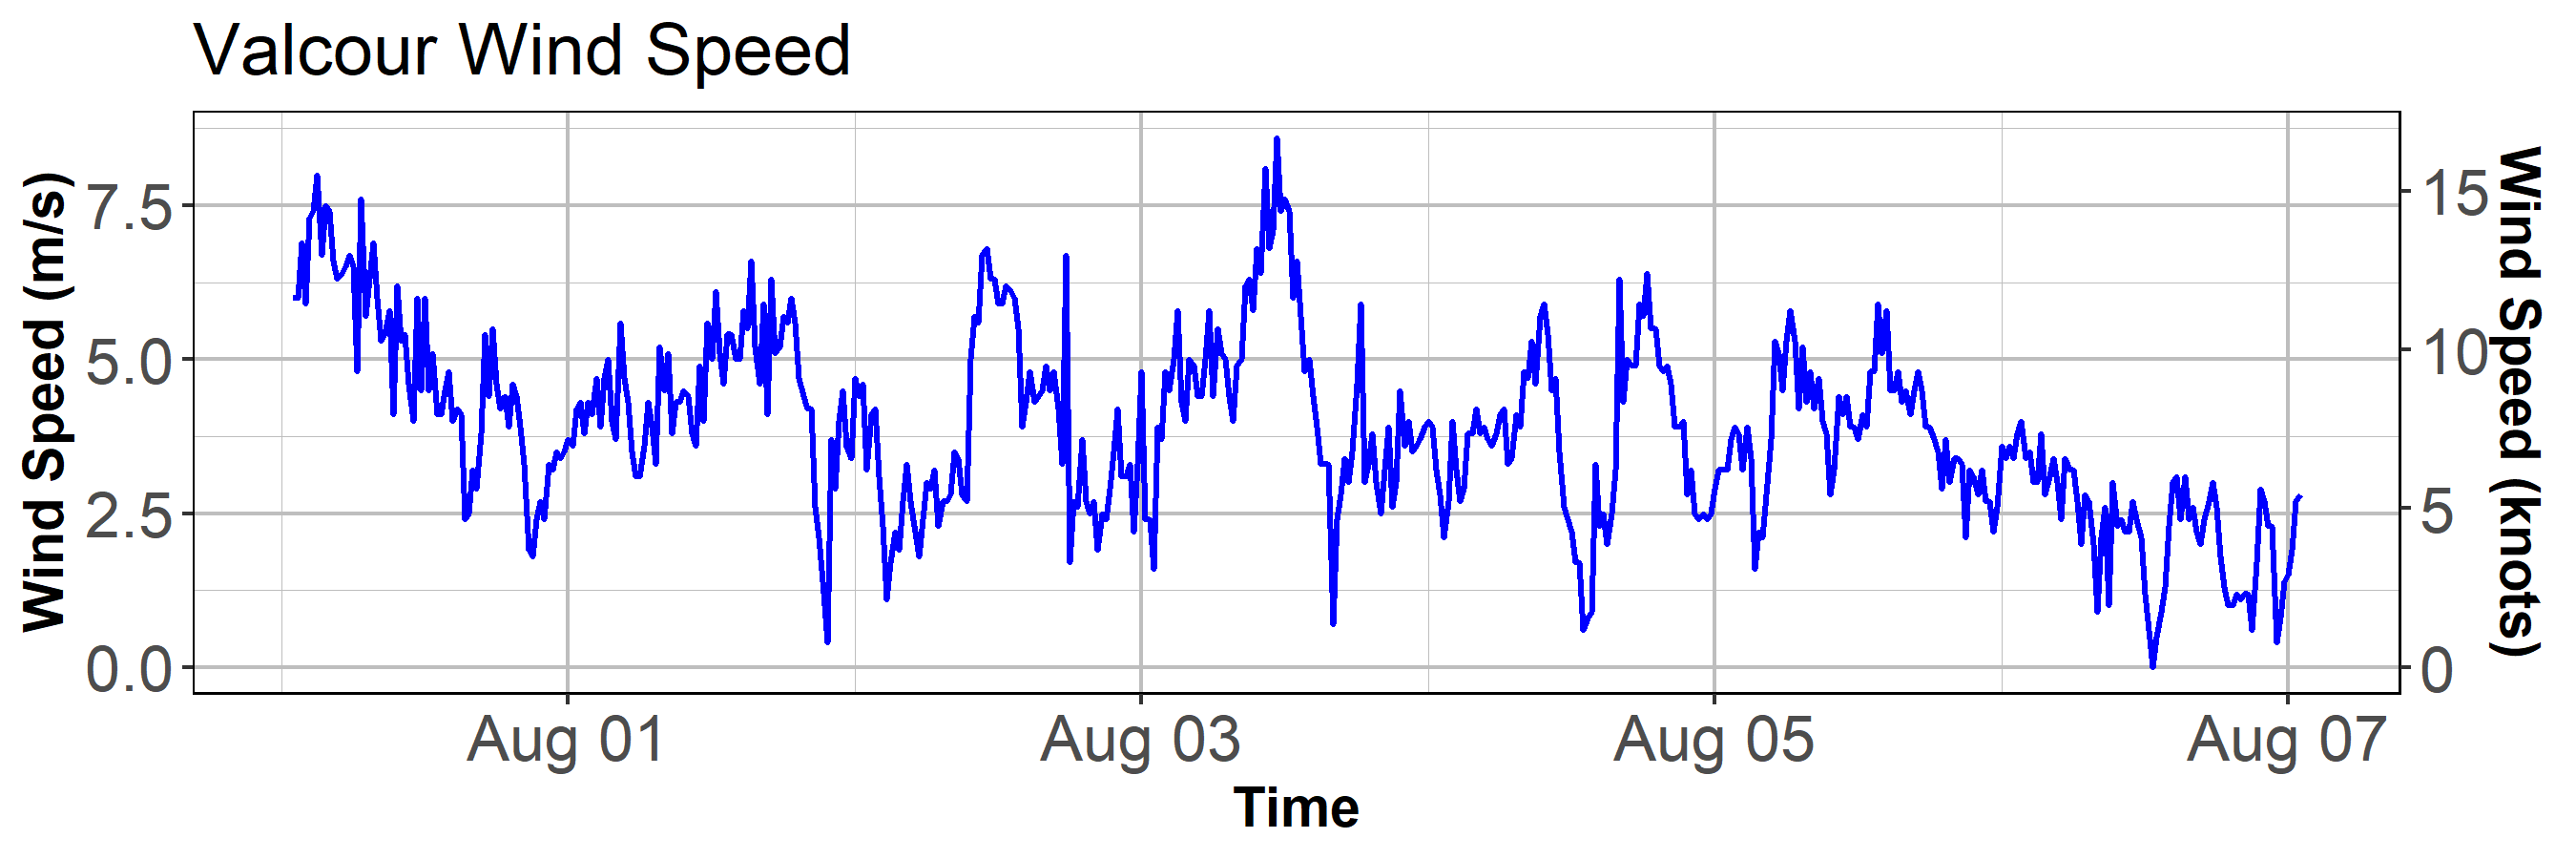 Valcour Wind Speed
Wind Speed (m/s)
7.5
5.0
2.5
0.0
15
10
5
0
Wind Speed (knots)
Aug 01
Aug 03
Aug 05
Aug 07
Time